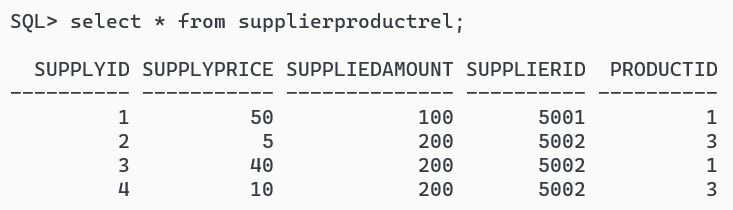 SQL> select * from supplierproductrel;
SUPPLYID SUPPLYPRICE SUPPLIEDAMOUNT SUPPLIERID PRODUCTID
---------- ----------- -------------- ---------- ----------
1 50 100 5001 1
2 5 200 5002 3
3 40 200 5002 1
4 10 200 5002 3